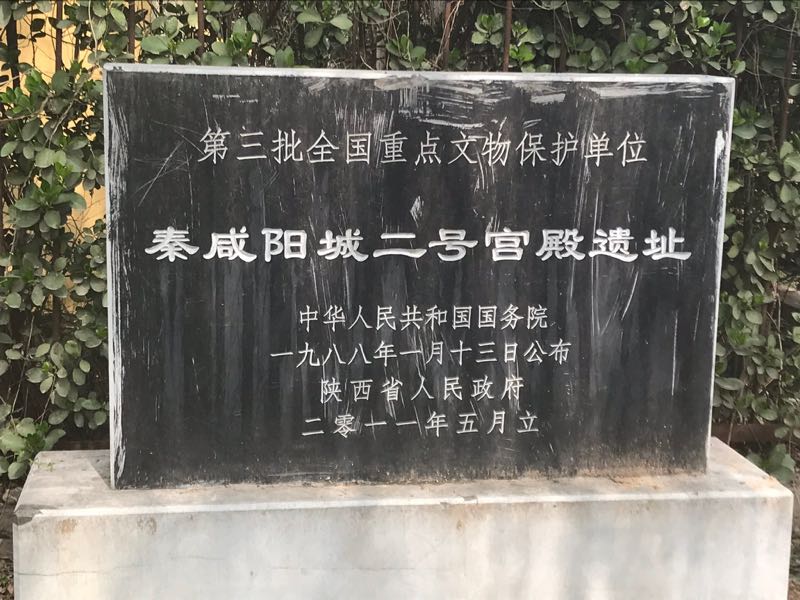 第三批全国重点文物保护单位
秦咸阳城二号宫殿遗址
中华人民共和国国务院
一九八八年一月十三日公布
陕西省人民政府
二零一一年五月立